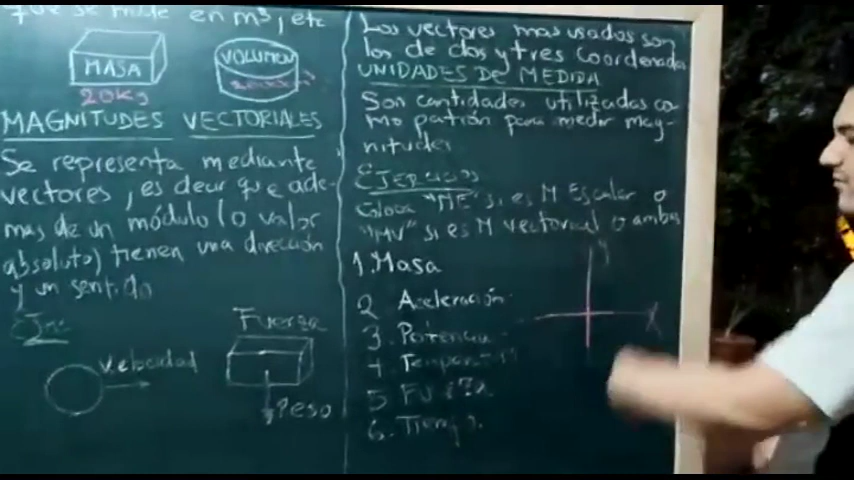 que se mide en m³, etc
MASA
20Kg
VOLUMEN
MAGNITUDES VECTORIALES
Se representa mediante
vectores, es decir que ade-
mas de un módulo (o valor
absoluto) tienen una dirección
y un sentido
Ejm
Velocidad
Fuerza
Peso
Los vectores mas usados son
los de dos y tres coordenadas
UNIDADES DE MEDIDA
Son cantidades utilizadas co-
mo patrón para medir mag-
nitudes
EJERCICIOS
Coloca "ME" si es M Escalar o
"MV" si es M vectorial o ambas
1. Masa
2 Aceleración
3. Potencia
4. Temperatura
5 Fuerza
6. Tiempo.
y
x